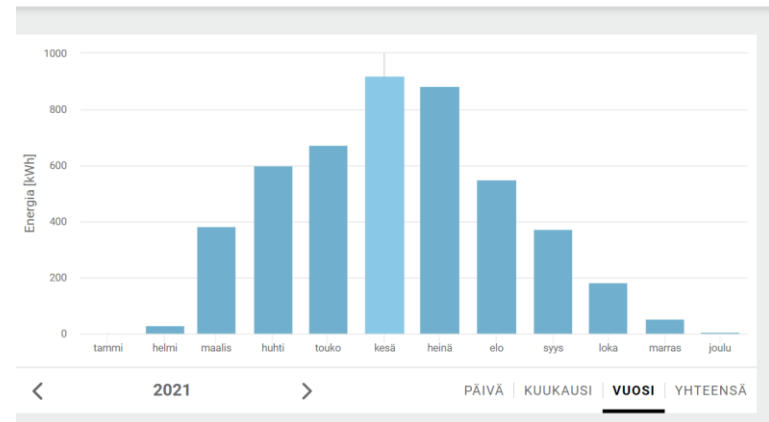 1000
800
600
400
200
0
Energia [kWh]
tammi helmi maalis huhti touko kesä heinä elo syys loka marras joulu
2021 PÄIVÄ KUUKAUSI VUOSI YHTEENSÄ